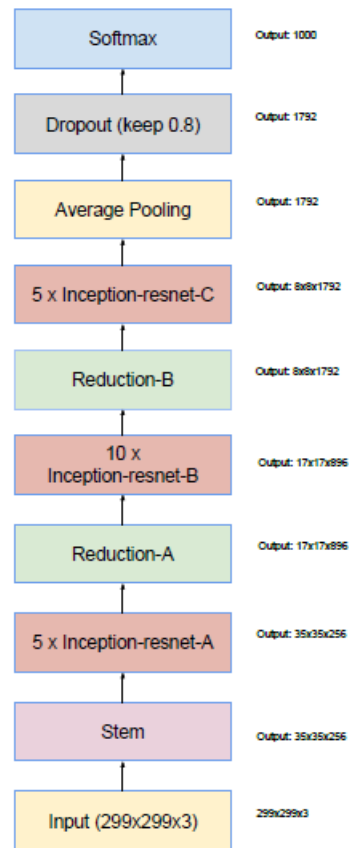 Softmax
Output: 1000
Dropout (keep 0.8)
Output: 1792
Average Pooling
Output: 1792
5 x Inception-resnet-C
Output: 8x8x1792
Reduction-B
Output: 8x8x1792
10 x
Inception-resnet-B
Output: 17x17x896
Reduction-A
Output: 17x17x896
5 x Inception-resnet-A
Output: 35x35x256
Stem
Output: 35x35x256
Input (299x299x3)
299x299x3